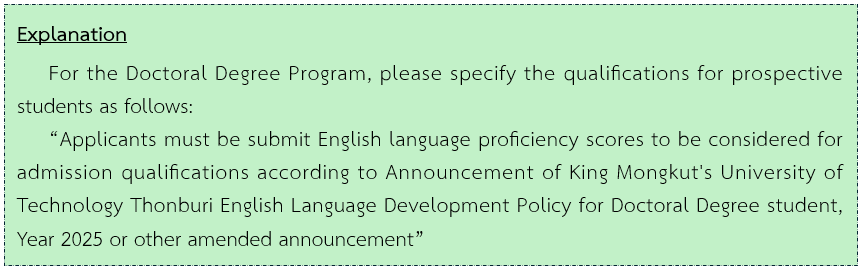 Explanation
For the Doctoral Degree Program, please specify the qualifications for prospective
students as follows:
“Applicants must be submit English language proficiency scores to be considered for
admission qualifications according to Announcement of King Mongkut's University of
Technology Thonburi English Language Development Policy for Doctoral Degree student,
Year 2025 or other amended announcement”